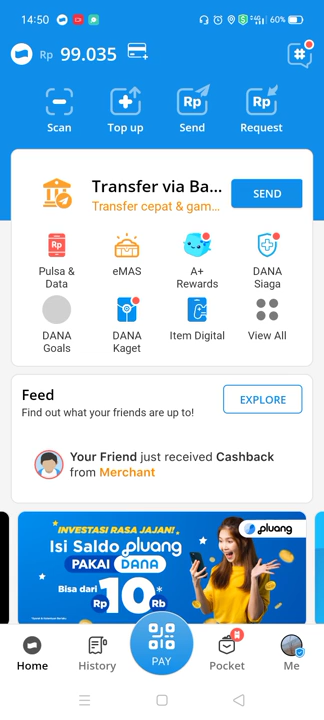 14:50
60%
Rp 99.035
#
Scan
Top up
Rp
Send
Rp
Request
Transfer via Ba...
Transfer cepat & gam...
SEND
Rp
Pulsa & Data
eMAS
A+ Rewards
DANA Siaga
DANA Goals
DANA Kaget
Item Digital
View All
Feed
Find out what your friends are up to!
EXPLORE
Your Friend just received Cashback
from Merchant
INVESTASI RASA JAJAN!
pluang
Isi Saldo pluang
PAKAI DANA
Bisa dari
Rp 10 Rb*
PAY
Home
History
Pocket
Me